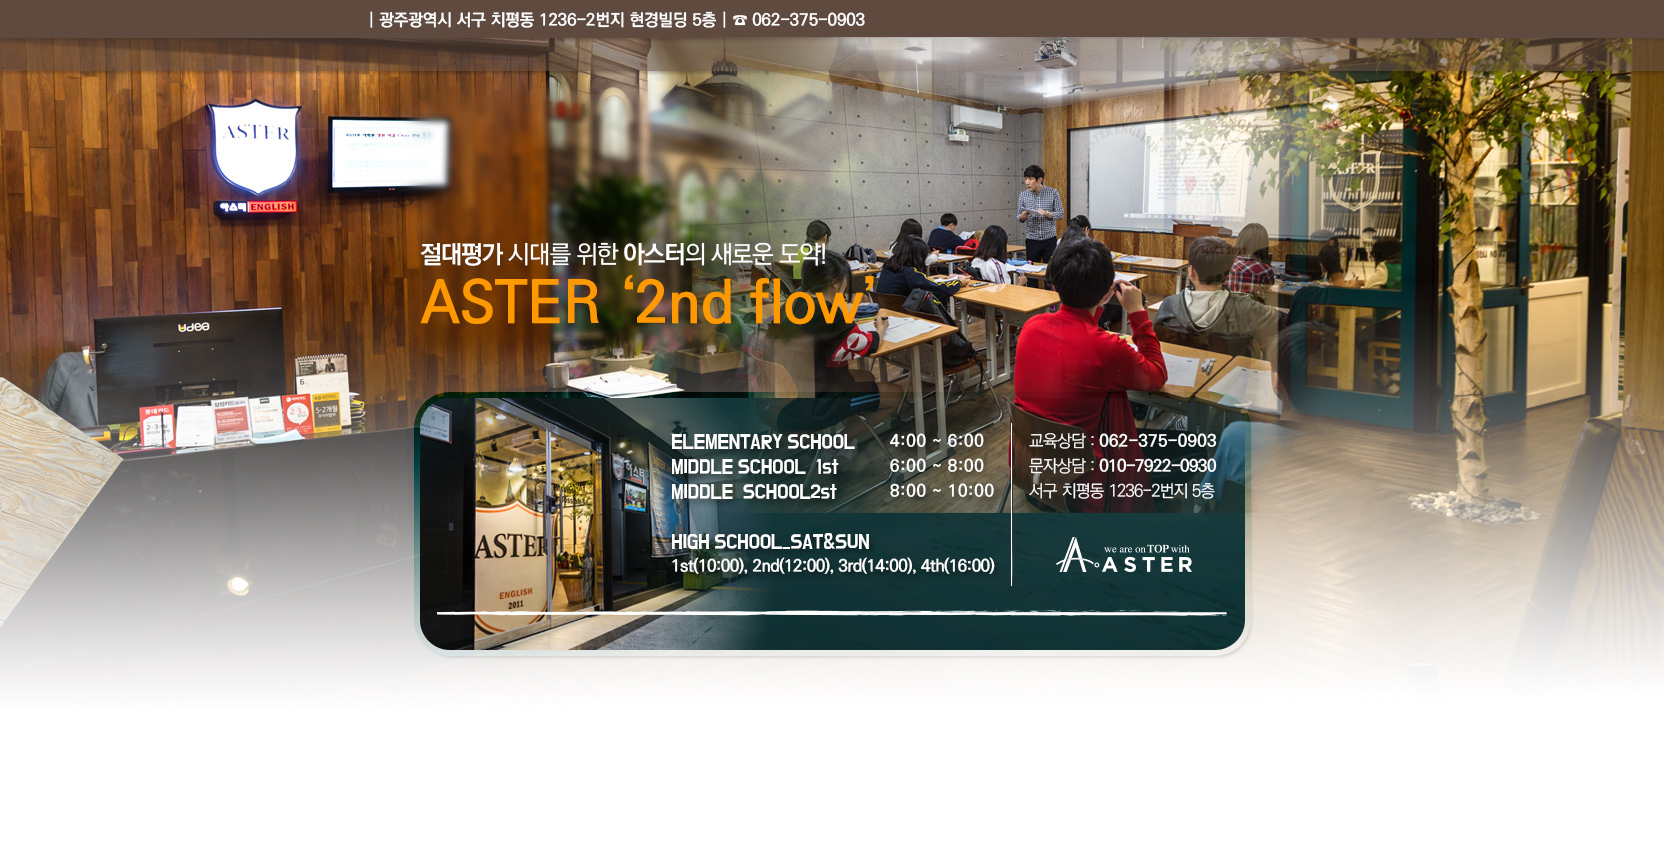 | 광주광역시 서구 치평동 1236-2번지 현경빌딩 5층 | ☎ 062-375-0903
ASTER
아스터 ENGLISH
절대평가 시대를 위한 아스터의 새로운 도약!
ASTER ‘2nd flow’
Udea
ELEMENTARY SCHOOL 4:00 ~ 6:00
MIDDLE SCHOOL 1st 6:00 ~ 8:00
MIDDLE SCHOOL2st 8:00 ~ 10:00
HIGH SCHOOL_SAT&SUN
1st(10:00), 2nd(12:00), 3rd(14:00), 4th(16:00)
교육상담 : 062-375-0903
문자상담 : 010-7922-0930
서구 치평동 1236-2번지 5층
we are on TOP with
ASTER
ASTER
ENGLISH
2011
아스터